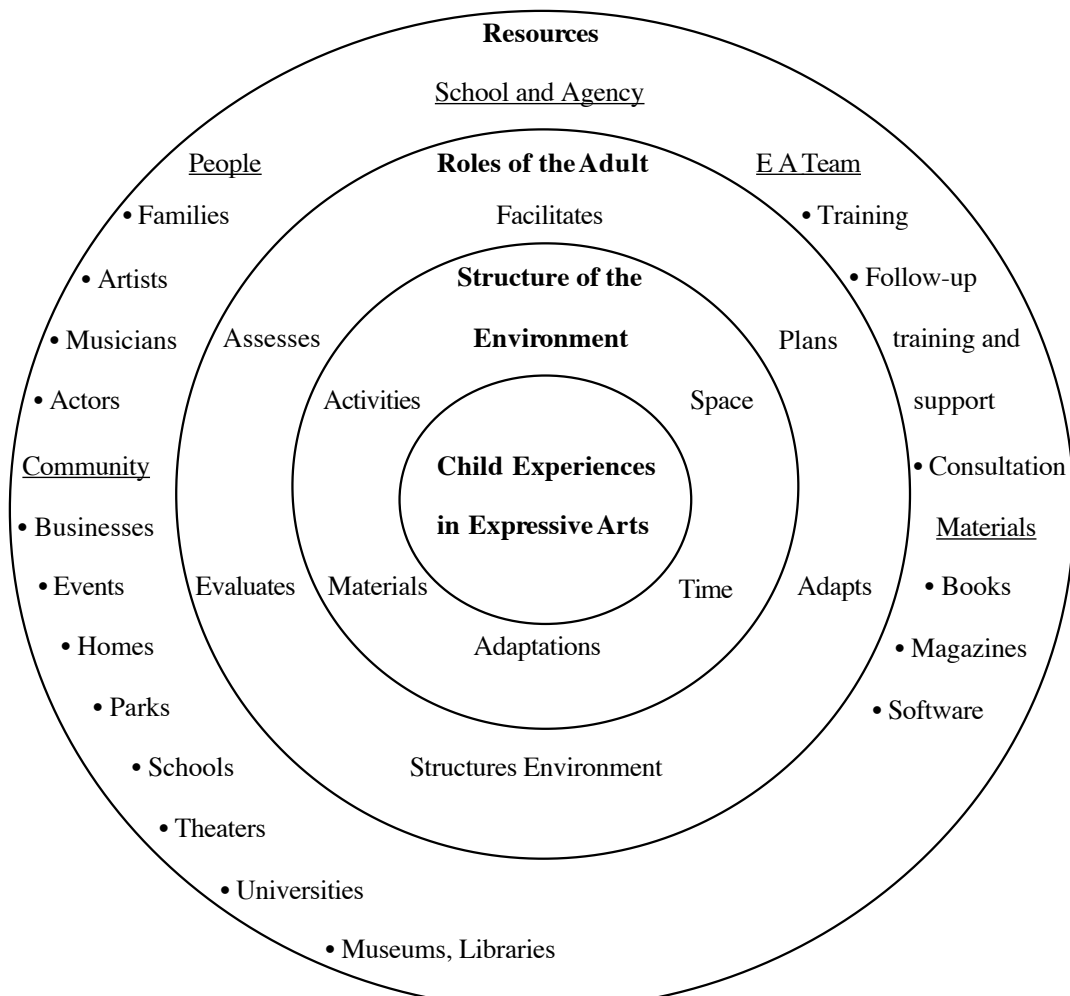 Resources
School and Agency
People
• Families
• Artists
• Musicians
• Actors
Community
• Businesses
• Events
• Homes
• Parks
• Schools
• Theaters
• Universities
• Museums, Libraries
E A Team
• Training
• Follow-up
training and
support
• Consultation
Materials
• Books
• Magazines
• Software
Roles of the Adult
Facilitates
Assesses
Plans
Evaluates
Adapts
Structures Environment
Structure of the
Environment
Activities
Space
Materials
Time
Adaptations
Child Experiences
in Expressive Arts